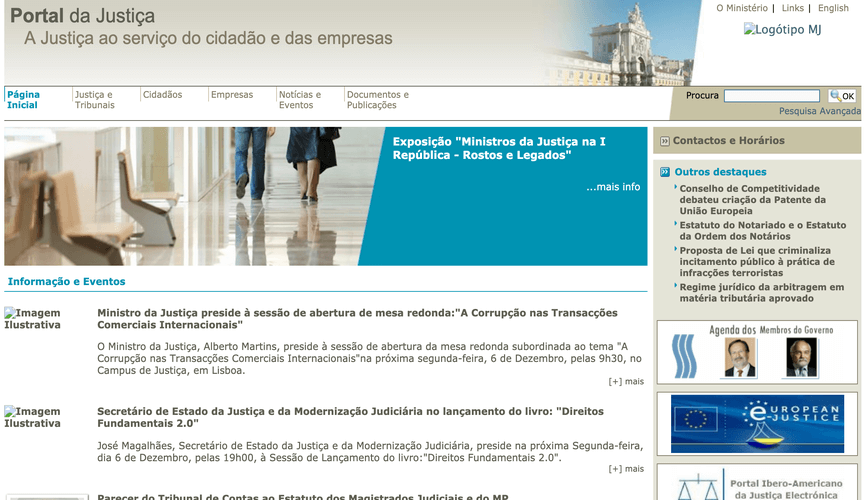 Portal da Justiça
A Justiça ao serviço do cidadão e das empresas
O Ministério | Links | English
Logótipo MJ
Página
Inicial
Justiça e
Tribunais
Cidadãos
Empresas
Notícias e
Eventos
Documentos e
Publicações
Procura
OK
Pesquisa Avançada
Exposição "Ministros da Justiça na I
República - Rostos e Legados"
...mais info
Informação e Eventos
Imagem
Ilustrativa
Ministro da Justiça preside à sessão de abertura de mesa redonda:"A Corrupção nas Transacções
Comerciais Internacionais"
O Ministro da Justiça, Alberto Martins, preside à sessão de abertura da mesa redonda subordinada ao tema "A
Corrupção nas Transacções Comerciais Internacionais"na próxima segunda-feira, 6 de Dezembro, pelas 9h30, no
Campus de Justiça, em Lisboa.
[+] mais
Imagem
Ilustrativa
Secretário de Estado da Justiça e da Modernização Judiciária no lançamento do livro: "Direitos
Fundamentais 2.0"
José Magalhães, Secretário de Estado da Justiça e da Modernização Judiciária, preside na próxima Segunda-feira,
dia 6 de Dezembro, pelas 19h00, à Sessão de Lançamento do livro:"Direitos Fundamentais 2.0".
[+] mais
Parecer do Tribunal de Contas ao Estatuto dos Magistrados Judiciais e do MP
Contactos e Horários
Outros destaques
Conselho de Competitividade
debateu criação da Patente da
União Europeia
Estatuto do Notariado e o Estatuto
da Ordem dos Notários
Proposta de Lei que criminaliza
incitamento público à prática de
infracções terroristas
Regime jurídico da arbitragem em
matéria tributária aprovado
Agenda dos Membros do Governo
EUROPEAN
e-JUSTICE
Portal Ibero-Americano
da Justiça Electrónica